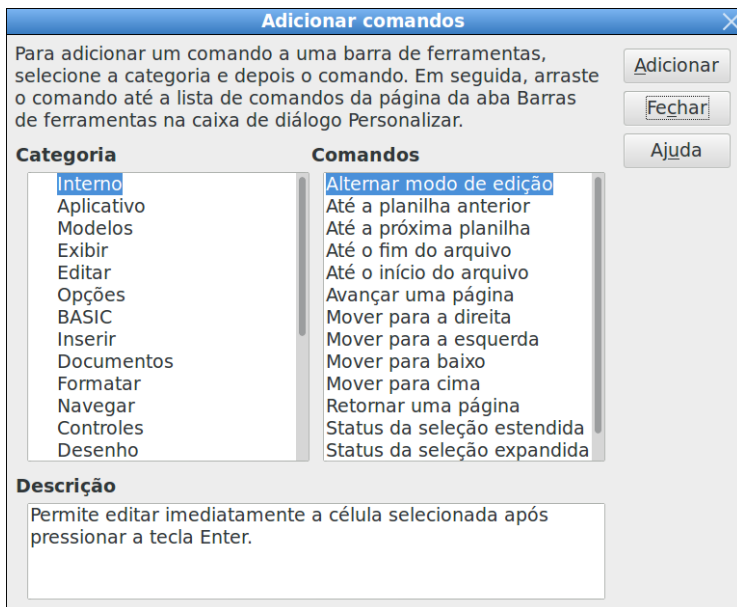 Adicionar comandos
Para adicionar um comando a uma barra de ferramentas,
selecione a categoria e depois o comando. Em seguida, arraste
o comando até a lista de comandos da página da aba Barras
de ferramentas na caixa de diálogo Personalizar.
Adicionar
Fechar
Ajuda
Categoria
Interno
Aplicativo
Modelos
Exibir
Editar
Opções
BASIC
Inserir
Documentos
Formatar
Navegar
Controles
Desenho
Comandos
Alternar modo de edição
Até a planilha anterior
Até a próxima planilha
Até o fim do arquivo
Até o início do arquivo
Avançar uma página
Mover para a direita
Mover para a esquerda
Mover para baixo
Mover para cima
Retornar uma página
Status da seleção estendida
Status da seleção expandida
Descrição
Permite editar imediatamente a célula selecionada após
pressionar a tecla Enter.